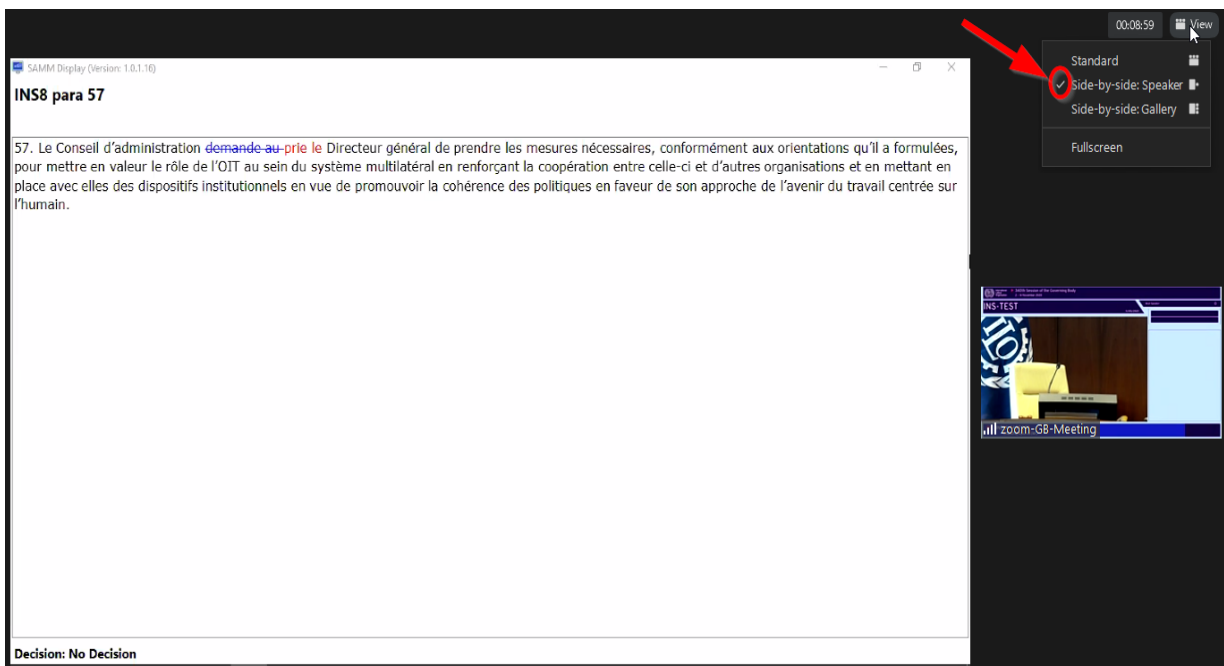 00:08:59 View
Standard
Side-by-side: Speaker
Side-by-side: Gallery
Fullscreen
SAMM Display (Version: 1.0.1.16)
INS8 para 57
57. Le Conseil d’administration demande au prie le Directeur général de prendre les mesures nécessaires, conformément aux orientations qu’il a formulées,
pour mettre en valeur le rôle de l’OIT au sein du système multilatéral en renforçant la coopération entre celle-ci et d’autres organisations et en mettant en
place avec elles des dispositifs institutionnels en vue de promouvoir la cohérence des politiques en faveur de son approche de l’avenir du travail centrée sur
l’humain.
Decision: No Decision
INS-TEST
zoom-GB-Meeting